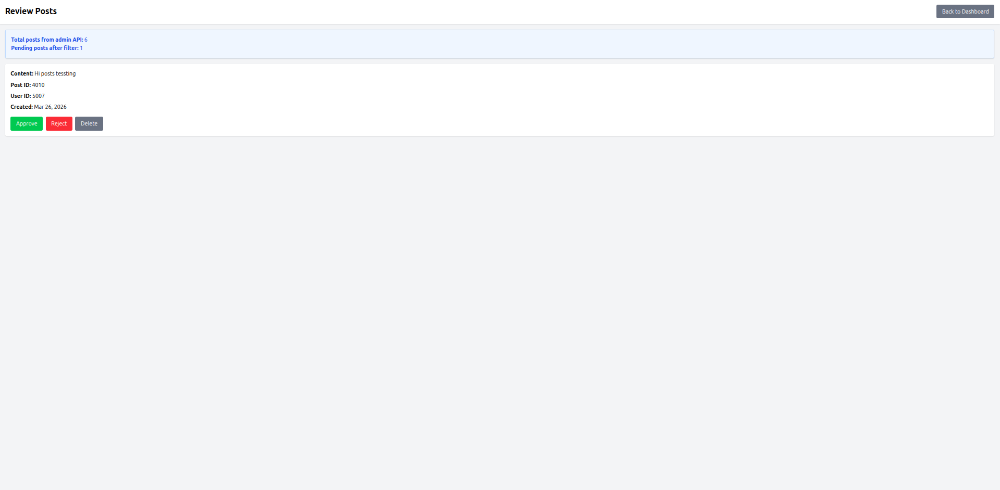 Review Posts
Back to Dashboard
Total posts from admin API: 6
Pending posts after filter: 1
Content: Hi posts tessting
Post ID: 4010
User ID: 5007
Created: Mar 26, 2026
Approve Reject Delete